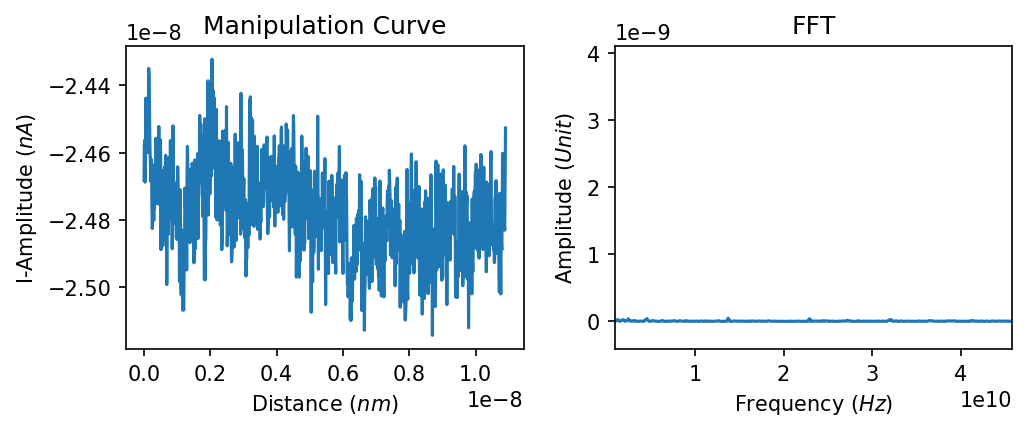 Manipulation Curve
1e−8
−2.44
−2.46
−2.48
−2.50
I-Amplitude (nA)
0.0 0.2 0.4 0.6 0.8 1.0
1e−8
Distance (nm)
FFT
1e−9
4
3
2
1
0
Amplitude (Unit)
1 2 3 4
1e10
Frequency (Hz)